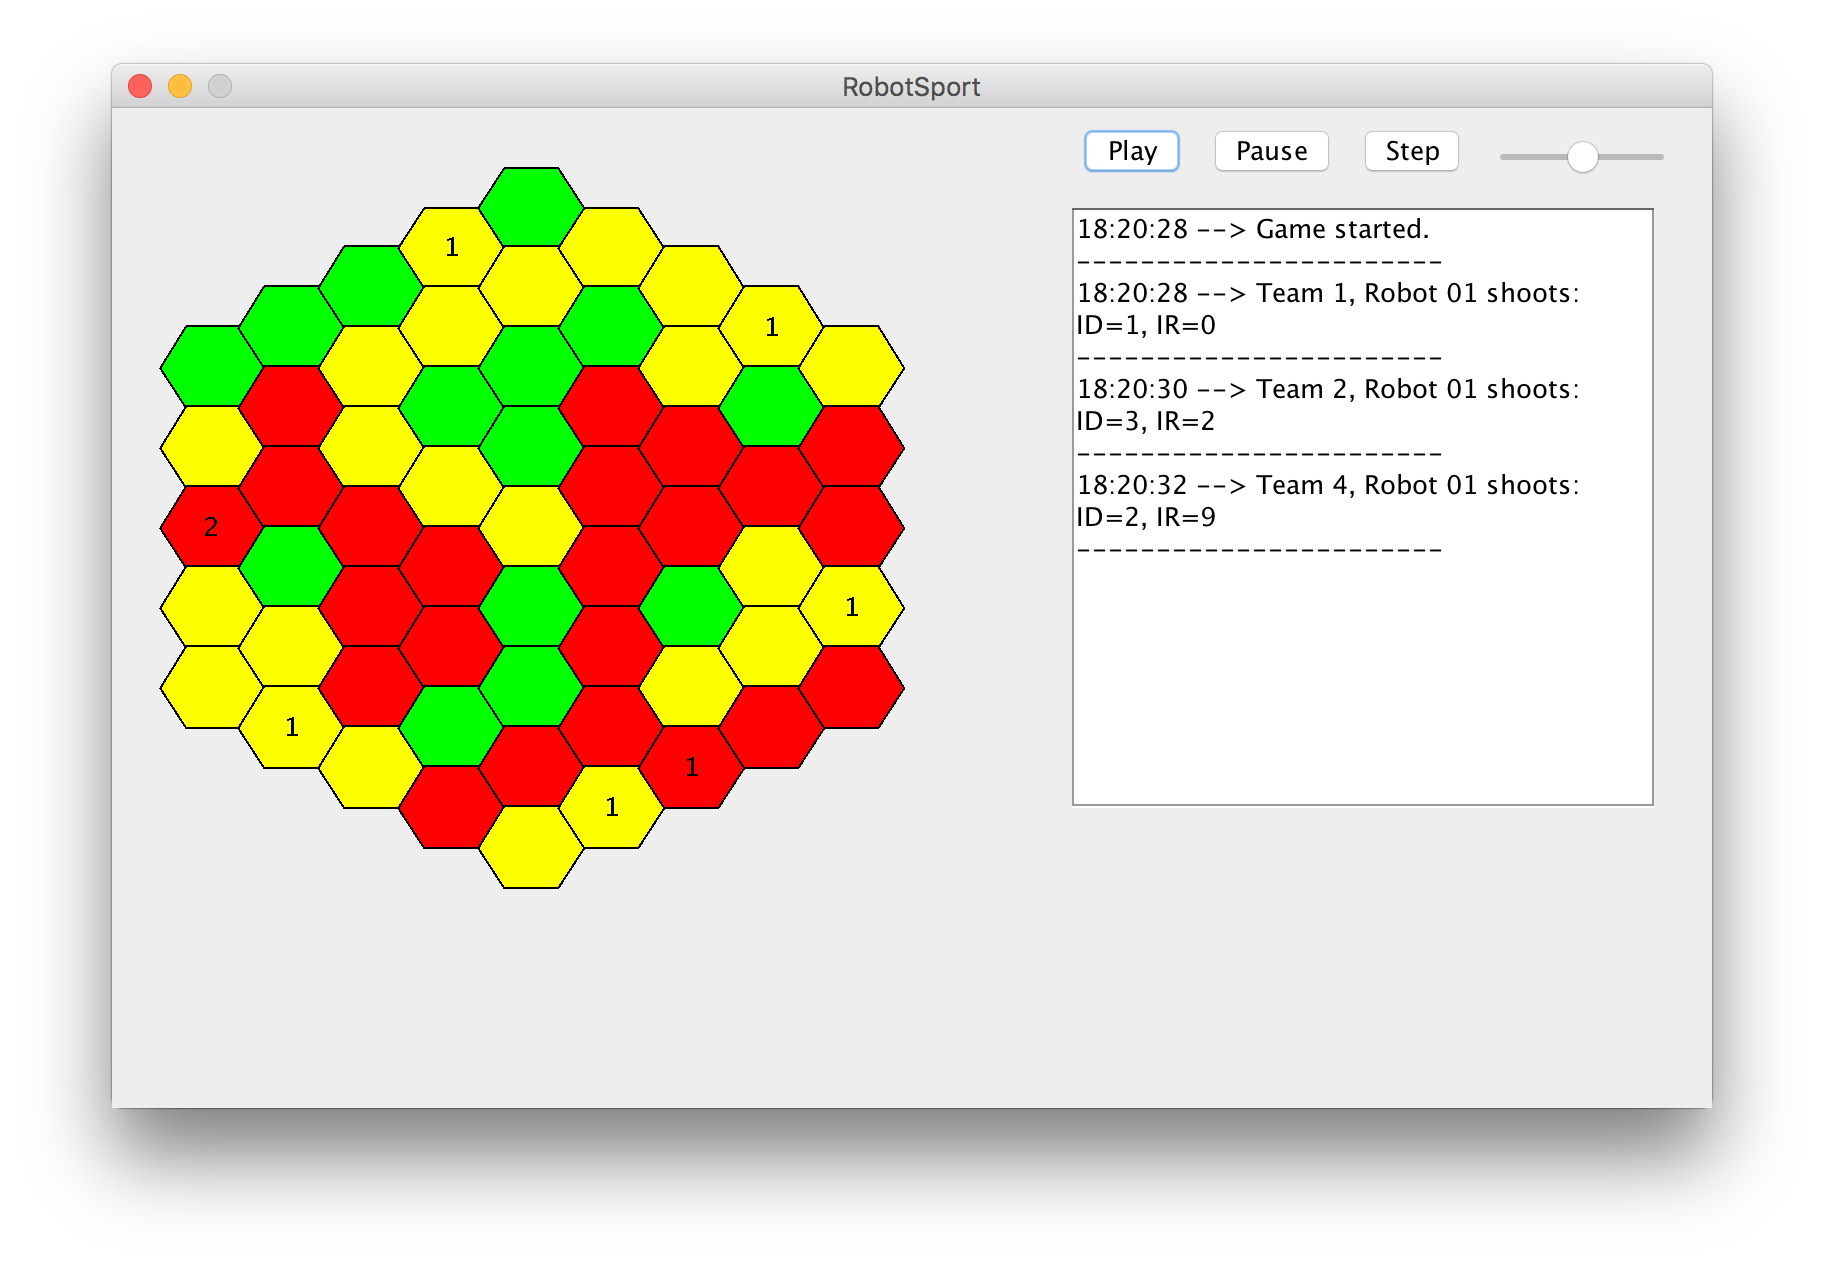 RobotSport
Play Pause Step
18:20:28 --> Game started.
-----------------------
18:20:28 --> Team 1, Robot 01 shoots:
ID=1, IR=0
-----------------------
18:20:30 --> Team 2, Robot 01 shoots:
ID=3, IR=2
-----------------------
18:20:32 --> Team 4, Robot 01 shoots:
ID=2, IR=9
-----------------------
1
1
2
1
1
1
1